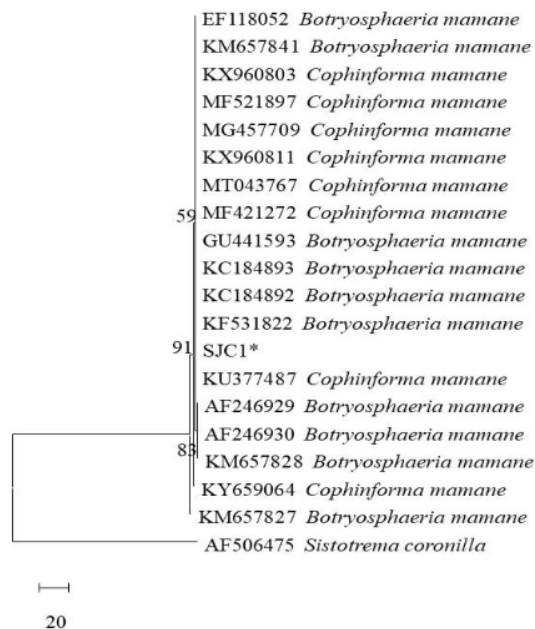 EF118052 Botryosphaeria mamane
KM657841 Botryosphaeria mamane
KX960803 Cophinforma mamane
MF521897 Cophinforma mamane
MG457709 Cophinforma mamane
KX960811 Cophinforma mamane
MT043767 Cophinforma mamane
MF421272 Cophinforma mamane
59
GU441593 Botryosphaeria mamane
KC184893 Botryosphaeria mamane
KC184892 Botryosphaeria mamane
KF531822 Botryosphaeria mamane
91 SJC1*
KU377487 Cophinforma mamane
AF246929 Botryosphaeria mamane
AF246930 Botryosphaeria mamane
83
KM657828 Botryosphaeria mamane
KY659064 Cophinforma mamane
KM657827 Botryosphaeria mamane
AF506475 Sistotrema coronilla
20